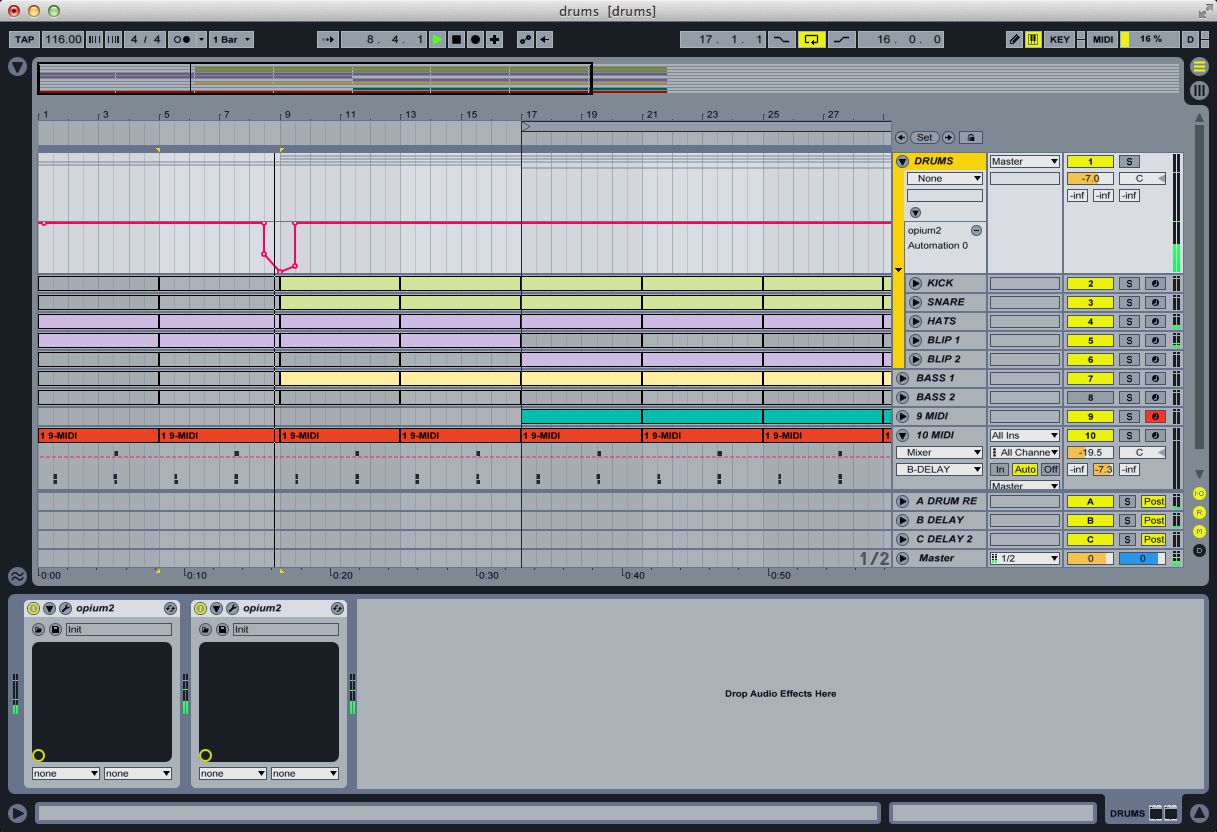 drums [drums]
TAP 116.00 4 / 4 1 Bar 8. 4. 1 17. 1. 1 16. 0. 0 KEY MIDI 16 % D
1 3 5 7 9 11 13 15 17 19 21 23 25 27
Set
DRUMS Master 1 S
None -7.0 C
-inf -inf -inf
opium2
Automation 0
KICK 2 S
SNARE 3 S
HATS 4 S
BLIP 1 5 S
BLIP 2 6 S
BASS 1 7 S
BASS 2 8 S
9 MIDI 9 S
1 9-MIDI 1 9-MIDI 1 9-MIDI 1 9-MIDI 1 9-MIDI 1 9-MIDI 1 9-MIDI 1 10 MIDI All Ins 10 S
Mixer All Channe -19.5 C
B-DELAY In Auto Off -inf -7.3 -inf
Master
A DRUM RE A S Post
B DELAY B S Post
C DELAY 2 C S Post
1/2 Master 1/2 0 0
I·O
R
M
D
0:00 0:10 0:20 0:30 0:40 0:50
opium2 opium2
Init Init
Drop Audio Effects Here
none none none none
DRUMS